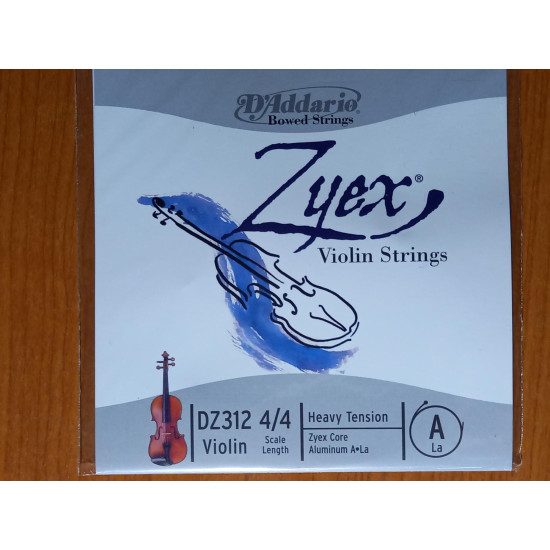 D'Addario®
Bowed Strings
Zyex®
Violin Strings
DZ312 4/4
Violin
Scale
Length
Heavy Tension
Zyex Core
Aluminum A•La
A
La